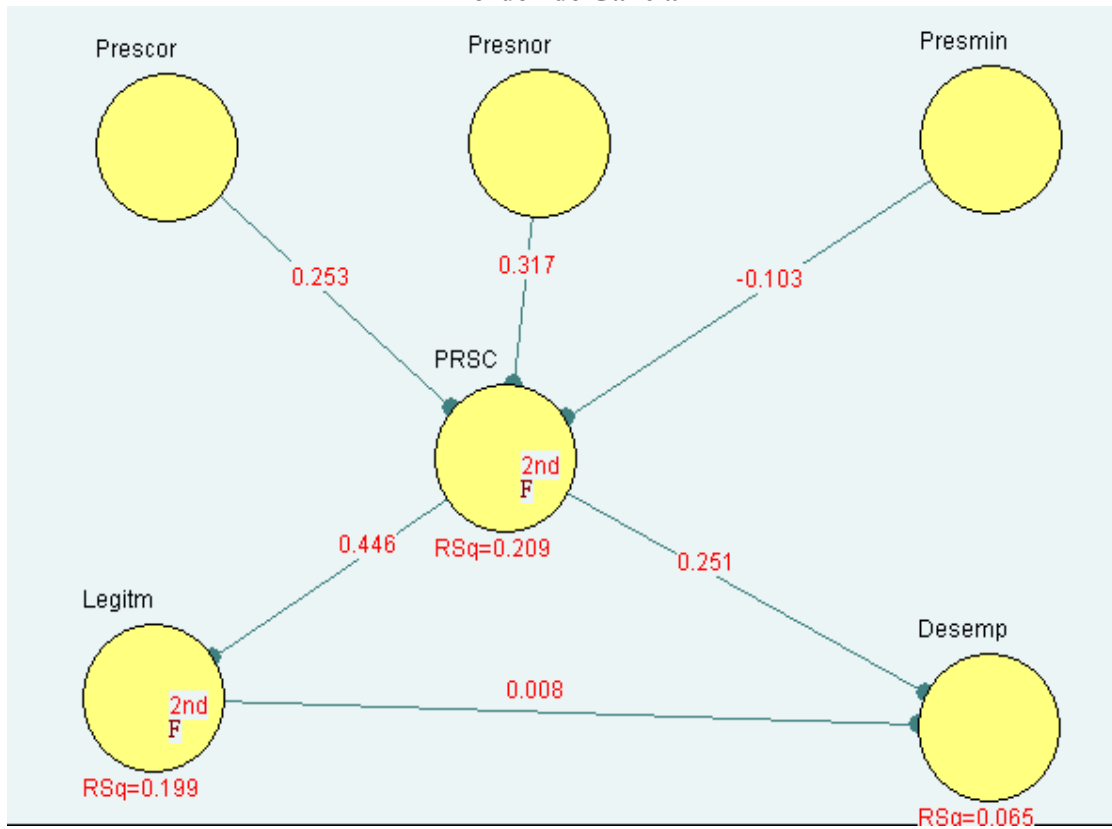 Prescor
Presnor
Presmin
0.253
0.317
-0.103
PRSC
2nd
F
RSq=0.209
0.446
0.251
Legitm
2nd
F
RSq=0.199
0.008
Desemp
RSq=0.065